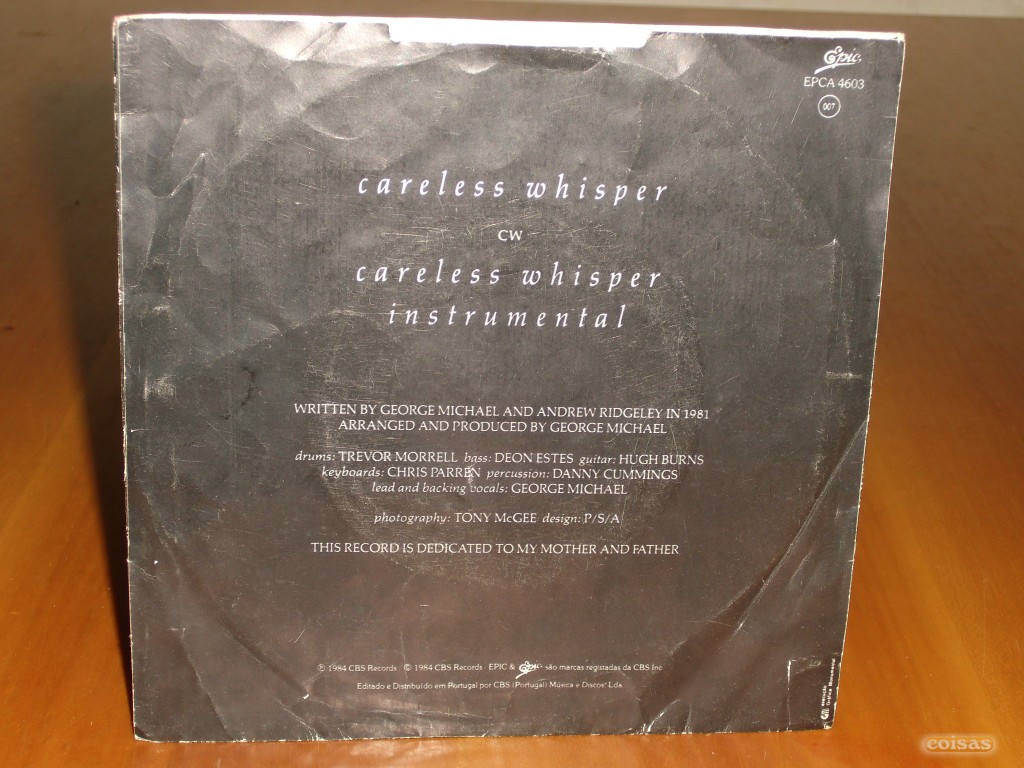 Epic
EPCA 4603
007
careless whisper
CW
careless whisper
instrumental
WRITTEN BY GEORGE MICHAEL AND ANDREW RIDGELEY IN 1981
ARRANGED AND PRODUCED BY GEORGE MICHAEL
drums: TREVOR MORRELL bass: DEON ESTES guitar: HUGH BURNS
keyboards: CHRIS PARREN percussion: DANNY CUMMINGS
lead and backing vocals: GEORGE MICHAEL
photography: TONY McGEE design: P/S/A
THIS RECORD IS DEDICATED TO MY MOTHER AND FATHER
℗ 1984 CBS Records · © 1984 CBS Records · EPIC & Epic são marcas registadas da CBS Inc
Editado e Distribuído em Portugal por CBS (Portugal) Música e Discos! Lda.
coisas